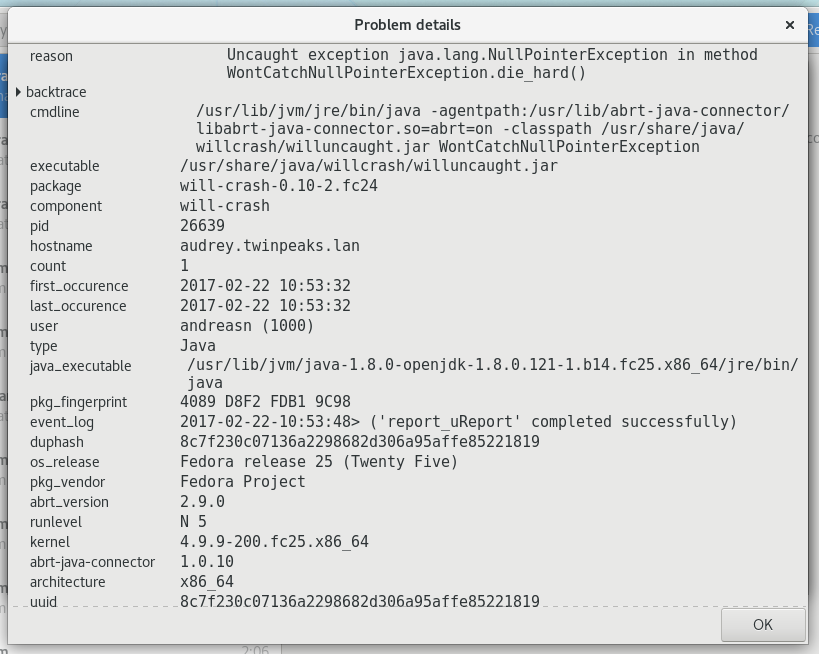 Problem details
reason Uncaught exception java.lang.NullPointerException in method
WontCatchNullPointerException.die_hard()
backtrace
cmdline /usr/lib/jvm/jre/bin/java -agentpath:/usr/lib/abrt-java-connector/
libabrt-java-connector.so=abrt=on -classpath /usr/share/java/
willcrash/willuncaught.jar WontCatchNullPointerException
executable /usr/share/java/willcrash/willuncaught.jar
package will-crash-0.10-2.fc24
component will-crash
pid 26639
hostname audrey.twinpeaks.lan
count 1
first_occurence 2017-02-22 10:53:32
last_occurence 2017-02-22 10:53:32
user andreasn (1000)
type Java
java_executable /usr/lib/jvm/java-1.8.0-openjdk-1.8.0.121-1.b14.fc25.x86_64/jre/bin/
java
pkg_fingerprint 4089 D8F2 FDB1 9C98
event_log 2017-02-22-10:53:48> ('report_uReport' completed successfully)
duphash 8c7f230c07136a2298682d306a95affe85221819
os_release Fedora release 25 (Twenty Five)
pkg_vendor Fedora Project
abrt_version 2.9.0
runlevel N 5
kernel 4.9.9-200.fc25.x86_64
abrt-java-connector 1.0.10
architecture x86_64
uuid 8c7f230c07136a2298682d306a95affe85221819
OK
2:06